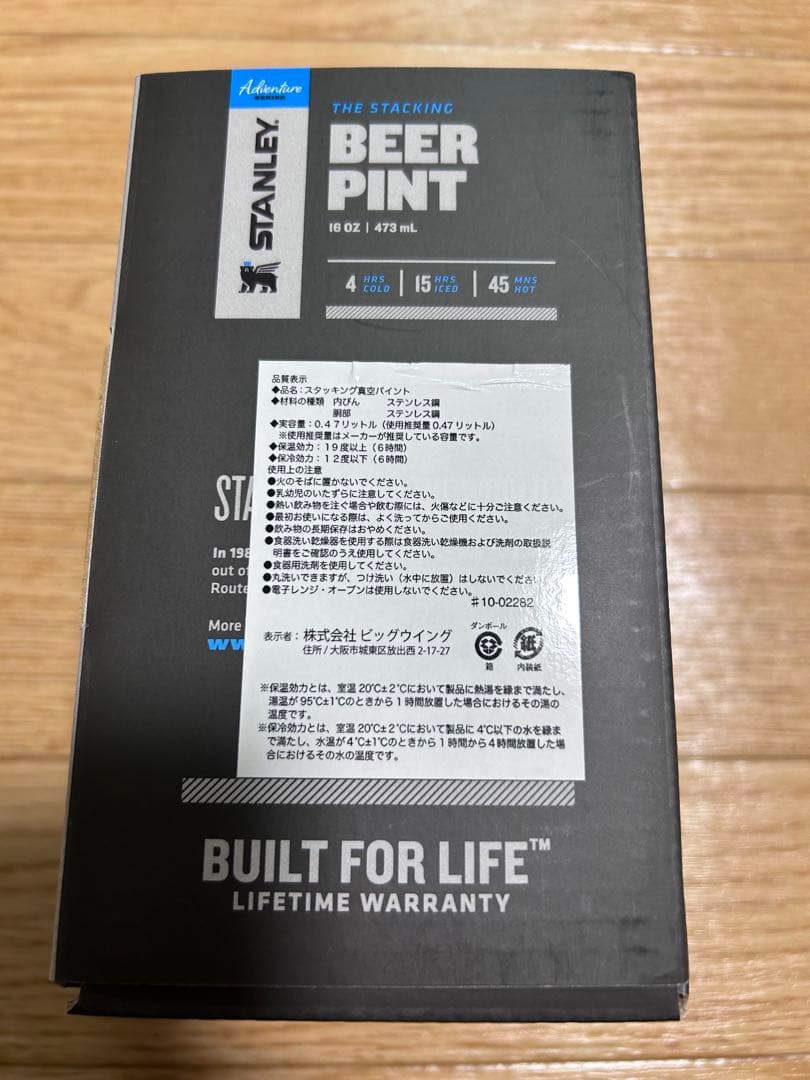 Adventure
SERIES
STANLEY
THE STACKING
BEER
PINT
16 OZ | 473 mL
4 HRS COLD | 15 HRS ICED | 45 MNS HOT
品質表示
◆品名：スタッキング真空パイント
◆材料の種類 内びん ステンレス鋼
胴部 ステンレス鋼
◆実容量：0.47リットル（使用推奨量 0.47 リットル）
※使用推奨量はメーカーが推奨している容量です。
◆保温効力：19度以上（6時間）
◆保冷効力：12度以下（6時間）
使用上の注意
●火のそばに置かないでください。
●乳幼児のいたずらに注意してください。
●熱い飲み物を注ぐ場合や飲む際には、火傷などに十分ご注意ください。
●最初お使いになる際は、よく洗ってからご使用ください。
●飲み物の長期保存はおやめください。
●食器洗い乾燥器を使用する際は食器洗い乾燥機および洗剤の取扱説
明書をご確認のうえ使用してください。
●食器用洗剤を使用してください。
●丸洗いできますが、つけ洗い（水中に放置）はしないでくださ
●電子レンジ・オーブンは使用しないでください。
#10-02282
表示者：株式会社 ビッグウイング
住所 / 大阪市城東区放出西 2-17-27
ダンボール
箱
紙
内装紙
※保温効力とは、室温 20℃±2℃において製品に熱湯を縁まで満たし、
湯温が 95℃±1℃のときから1時間放置した場合におけるその湯の
温度です。
※保冷効力とは、室温 20℃±2℃において製品に 4℃以下の水を縁ま
で満たし、水温が4℃±1℃のときから1時間から4時間放置した場
合におけるその水の温度です。
STA
In 198
out of
Route
More
ww
BUILT FOR LIFE™
LIFETIME WARRANTY